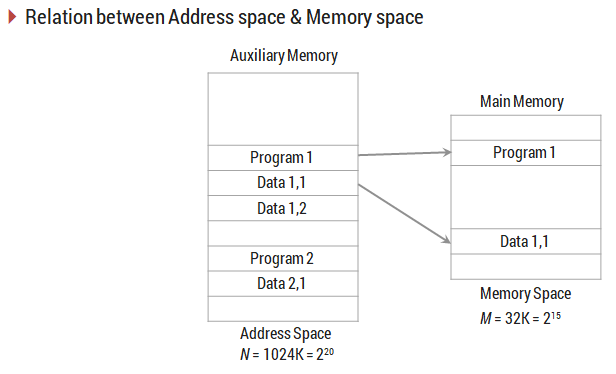 Relation between Address space & Memory space
Auxiliary Memory
Program 1
Data 1,1
Data 1,2
Program 2
Data 2,1
Address Space
N = 1024K = 2²⁰
Main Memory
Program 1
Data 1,1
Memory Space
M = 32K = 2¹⁵